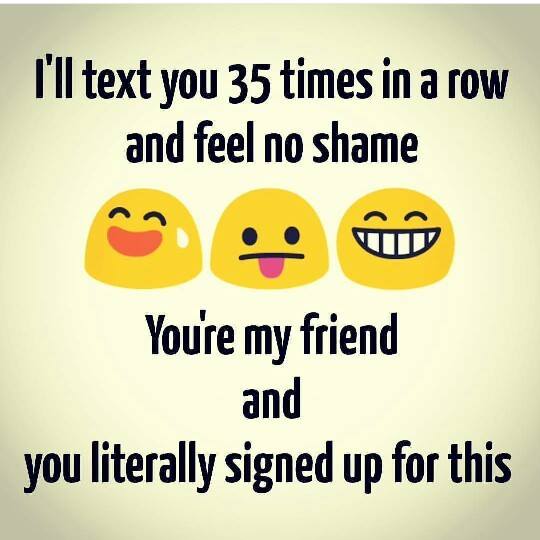 I'll text you 35 times in a row
and feel no shame
You're my friend
and
you literally signed up for this